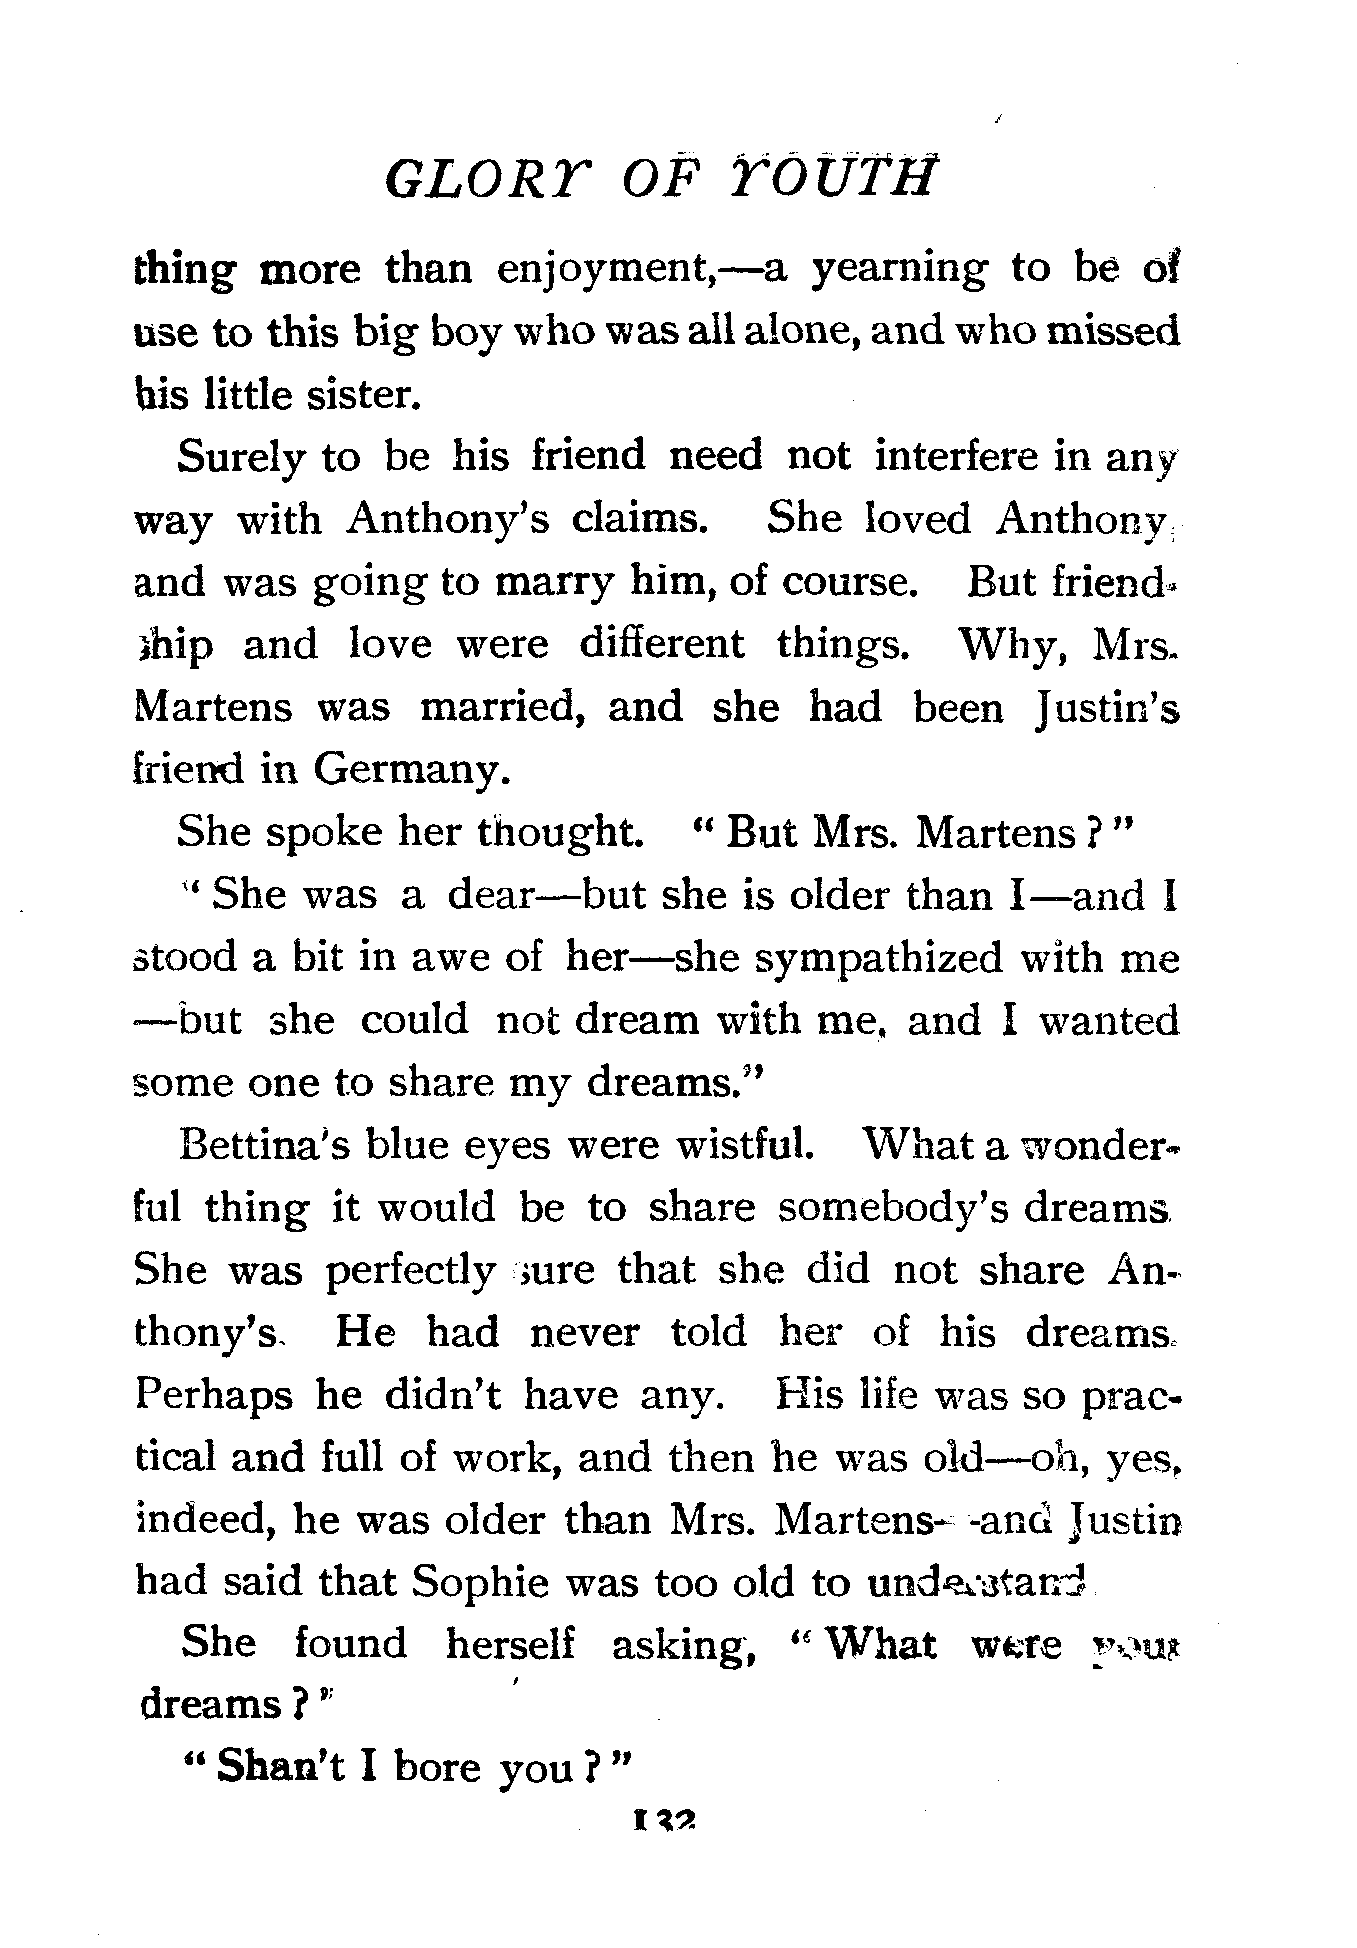 GLORY OF YOUTH
thing more than enjoyment,—a yearning to be of
use to this big boy who was all alone, and who missed
his little sister.
Surely to be his friend need not interfere in any
way with Anthony's claims. She loved Anthony
and was going to marry him, of course. But friend-
ship and love were different things. Why, Mrs.
Martens was married, and she had been Justin's
friend in Germany.
She spoke her thought. " But Mrs. Martens ? "
" She was a dear—but she is older than I—and I
stood a bit in awe of her—she sympathized with me
—but she could not dream with me, and I wanted
some one to share my dreams."
Bettina's blue eyes were wistful. What a wonder-
ful thing it would be to share somebody's dreams.
She was perfectly sure that she did not share An-
thony's. He had never told her of his dreams.
Perhaps he didn't have any. His life was so prac-
tical and full of work, and then he was old—oh, yes,
indeed, he was older than Mrs. Martens—and Justin
had said that Sophie was too old to understand.
She found herself asking, " What were your
dreams ? "
" Shan't I bore you ? "
132